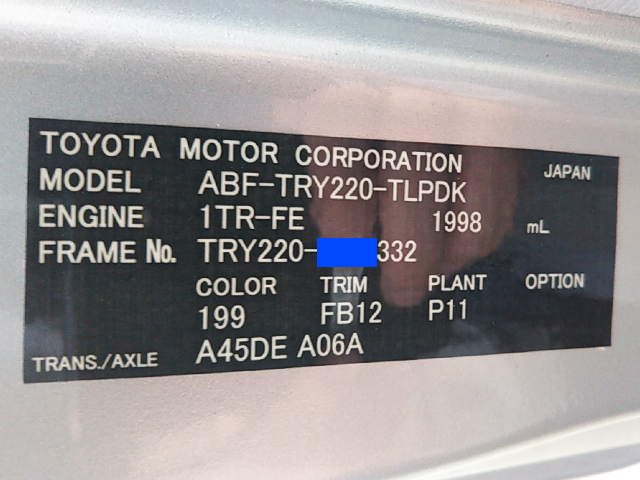 TOYOTA MOTOR CORPORATION JAPAN
MODEL ABF-TRY220-TLPDK
ENGINE 1TR-FE 1998 mL
FRAME No. TRY220- 332
COLOR TRIM PLANT OPTION
199 FB12 P11
TRANS./AXLE A45DE A06A